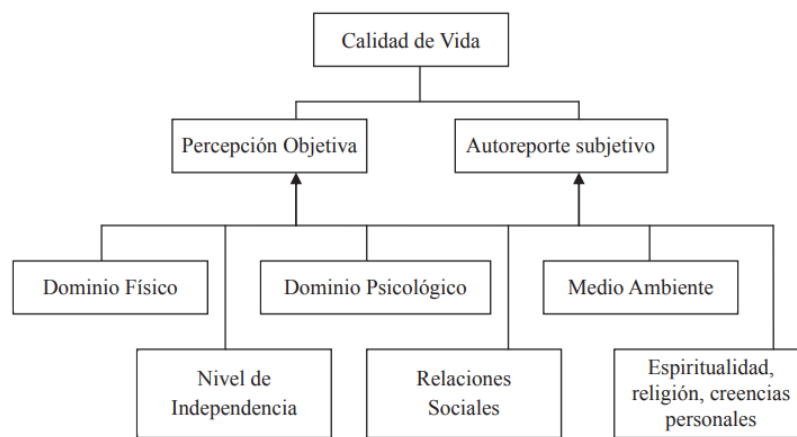 Calidad de Vida
Percepción Objetiva
Autoreporte subjetivo
Dominio Físico
Dominio Psicológico
Medio Ambiente
Nivel de
Independencia
Relaciones
Sociales
Espiritualidad,
religión, creencias
personales